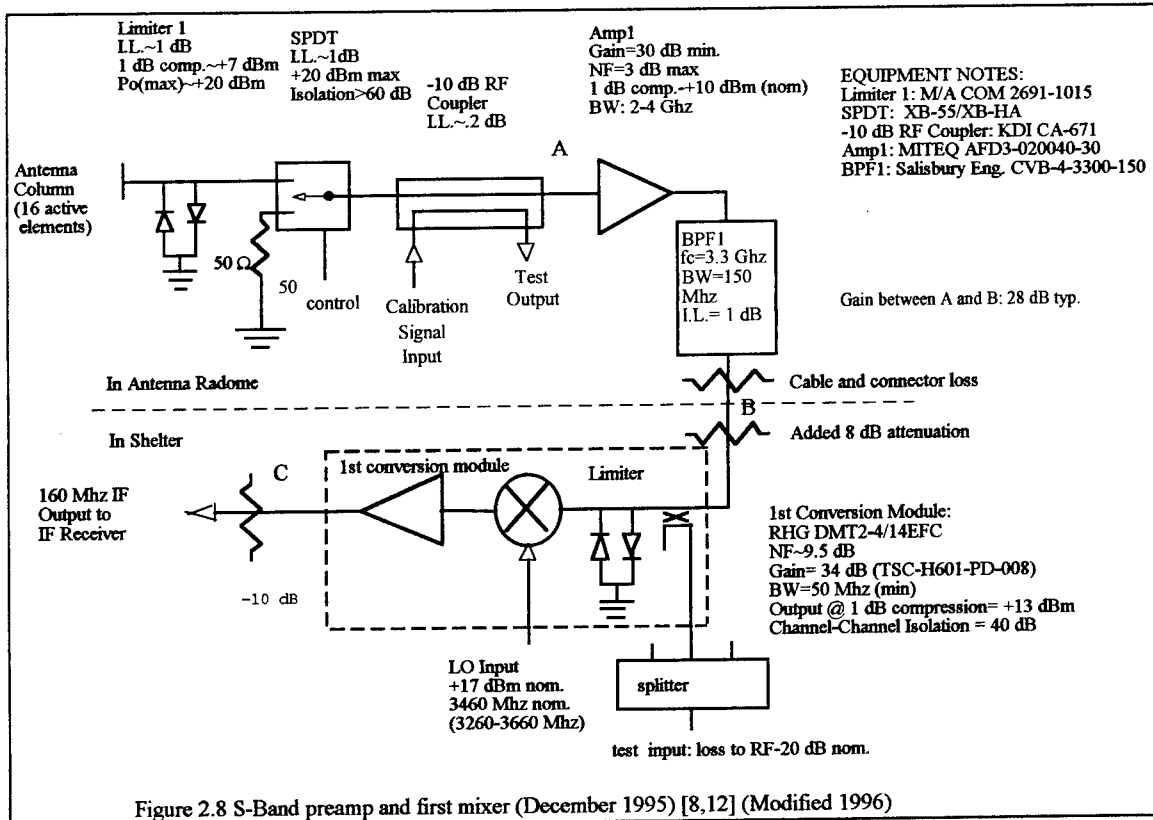 Limiter 1
I.L.~1 dB
1 dB comp.~+7 dBm
Po(max)~+20 dBm
SPDT
I.L.~1dB
+20 dBm max
Isolation>60 dB
-10 dB RF
Coupler
I.L.~.2 dB
Amp1
Gain=30 dB min.
NF=3 dB max
1 dB comp.-+10 dBm (nom)
BW: 2-4 Ghz
EQUIPMENT NOTES:
Limiter 1: M/A COM 2691-1015
SPDT: XB-55/XB-HA
-10 dB RF Coupler: KDI CA-671
Amp1: MITEQ AFD3-020040-30
BPF1: Salisbury Eng. CVB-4-3300-150
A
Antenna
Column
(16 active
elements)
50 Ω
50
control
Calibration
Signal
Input
Test
Output
BPF1
fc=3.3 Ghz
BW=150
Mhz
I.L.= 1 dB
Gain between A and B: 28 dB typ.
In Antenna Radome
Cable and connector loss
B
In Shelter
Added 8 dB attenuation
1st conversion module
Limiter
C
160 Mhz IF
Output to
IF Receiver
-10 dB
1st Conversion Module:
RHG DMT2-4/14EFC
NF~9.5 dB
Gain= 34 dB (TSC-H601-PD-008)
BW=50 Mhz (min)
Output @ 1 dB compression= +13 dBm
Channel-Channel Isolation = 40 dB
LO Input
+17 dBm nom.
3460 Mhz nom.
(3260-3660 Mhz)
splitter
test input: loss to RF-20 dB nom.
Figure 2.8 S-Band preamp and first mixer (December 1995) [8,12] (Modified 1996)